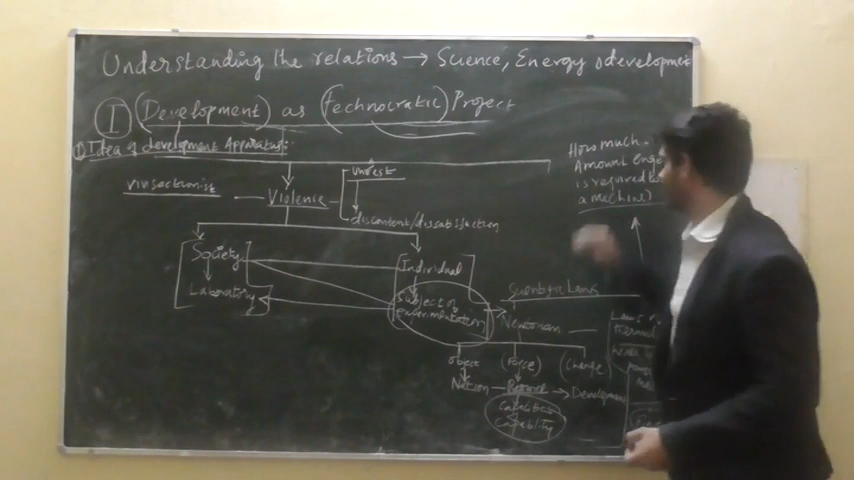 Understanding the relations → Science, Energy & development
I (Development) as (Technocratic) Project
1) Idea of development Apparatus:
vivisectionist
Violence
unrest
discontent/dissatisfaction
Society
Laboratory
Individual
Subject of
experimentation
How much
Amount
is required
a machine)
Scientific Laws
Newtonian
Laws
object (Force) (Change)
Nation — → Development
Capability